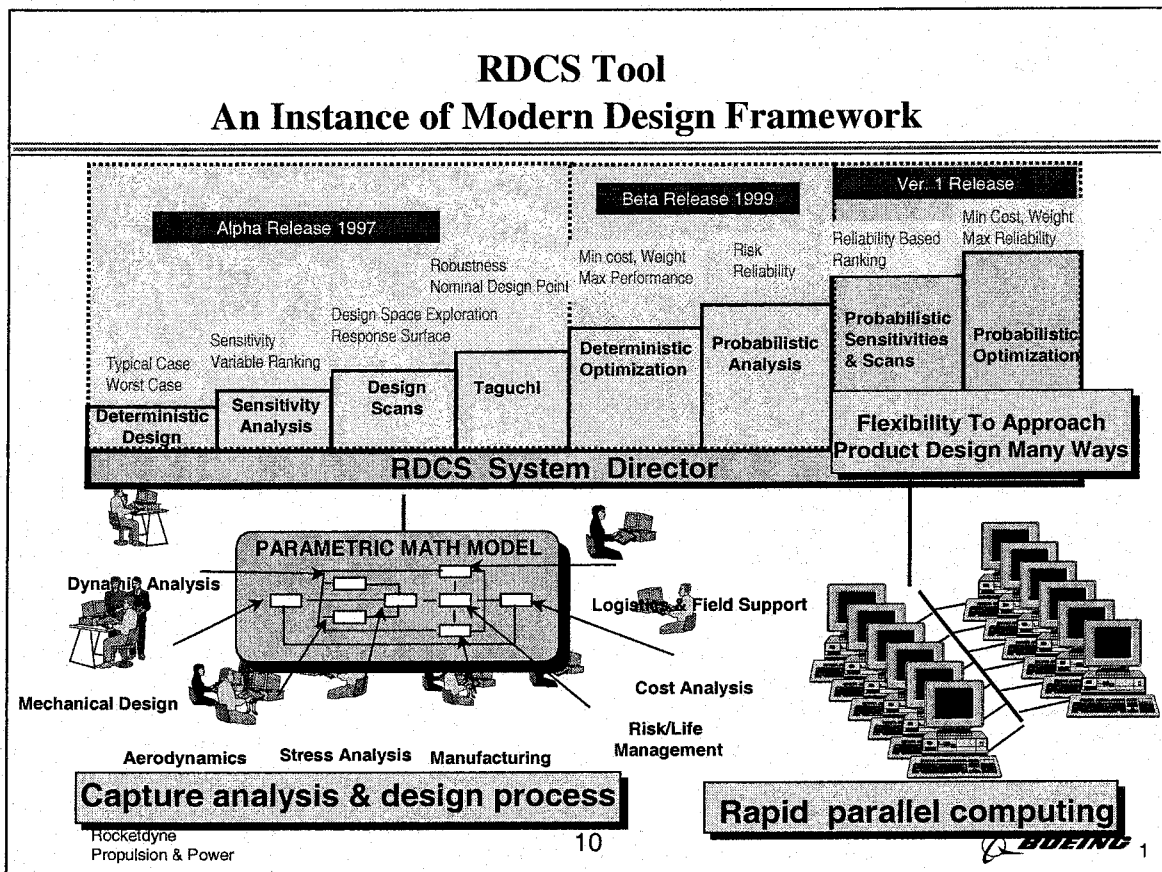 RDCS Tool
An Instance of Modern Design Framework
Alpha Release 1997
Beta Release 1999
Ver. 1 Release
Typical Case
Worst Case
Sensitivity
Variable Ranking
Design Space Exploration
Response Surface
Robustness
Nominal Design Point
Min cost, Weight
Max Performance
Risk
Reliability
Reliability Based
Ranking
Min Cost, Weight
Max Reliability
Deterministic
Design
Sensitivity
Analysis
Design
Scans
Taguchi
Deterministic
Optimization
Probabilistic
Analysis
Probabilistic
Sensitivities
& Scans
Probabilistic
Optimization
Flexibility To Approach
Product Design Many Ways
RDCS System Director
PARAMETRIC MATH MODEL
Dynamic Analysis
Logistics & Field Support
Mechanical Design
Cost Analysis
Risk/Life
Management
Aerodynamics
Stress Analysis
Manufacturing
Capture analysis & design process
Rapid parallel computing
Rocketdyne
Propulsion & Power
10
BOEING
1